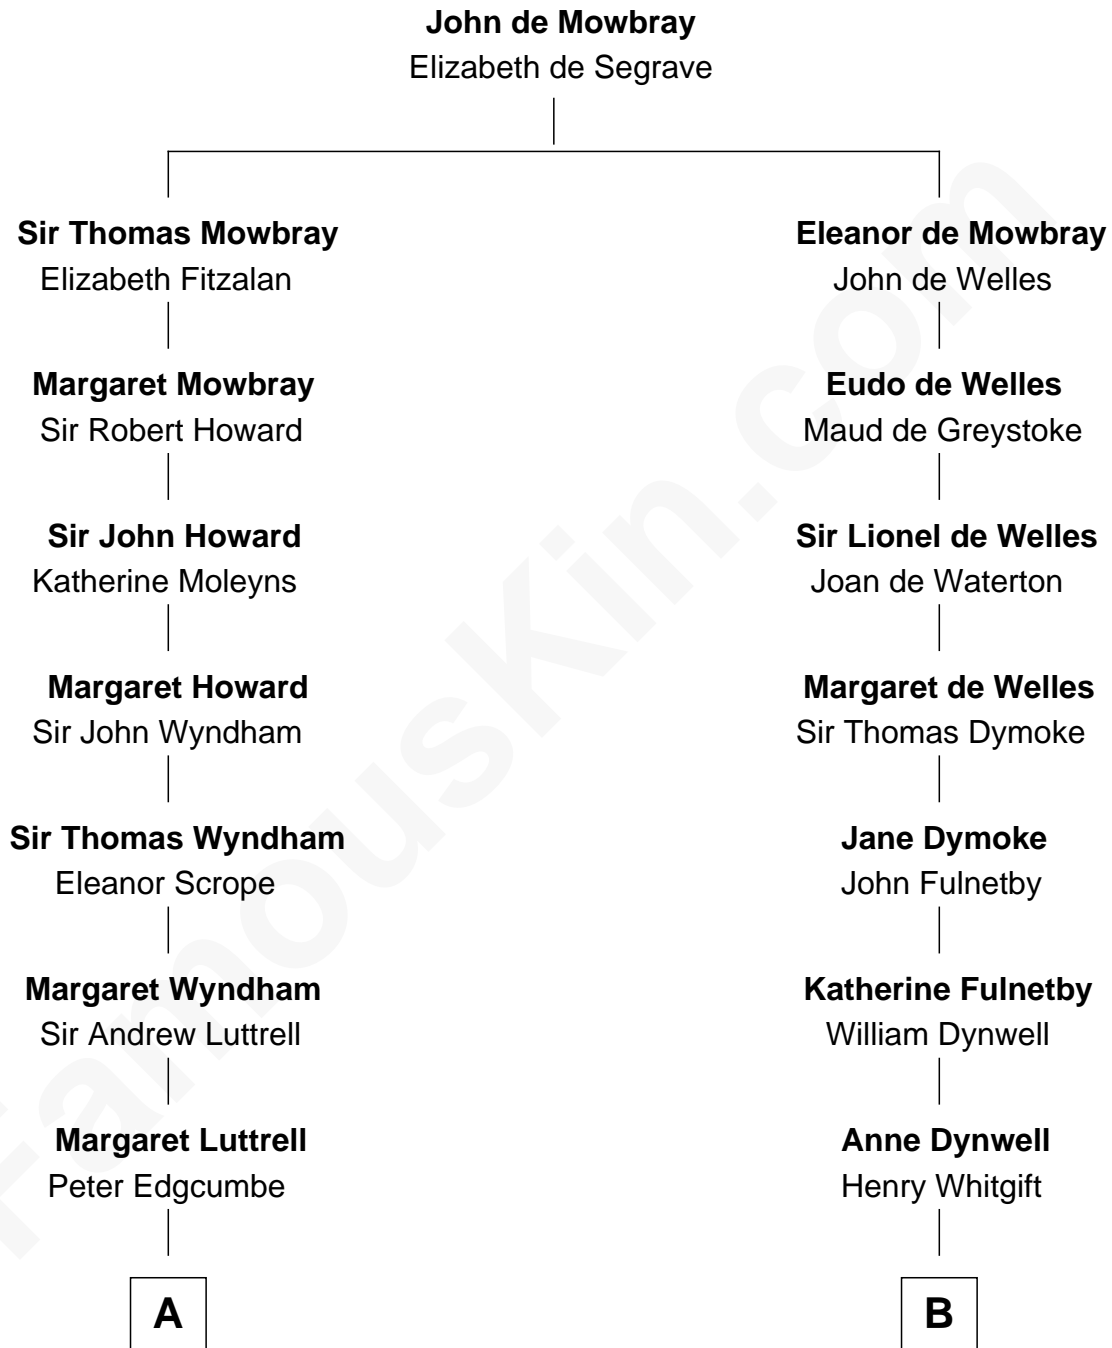 John de Mowbray
Elizabeth de Segrave
Sir Thomas Mowbray
Elizabeth Fitzalan
Eleanor de Mowbray
John de Welles
Margaret Mowbray
Sir Robert Howard
Eudo de Welles
Maud de Greystoke
Sir John Howard
Katherine Moleyns
Sir Lionel de Welles
Joan de Waterton
Margaret Howard
Sir John Wyndham
Margaret de Welles
Sir Thomas Dymoke
Sir Thomas Wyndham
Eleanor Scrope
Jane Dymoke
John Fulnetby
Margaret Wyndham
Sir Andrew Luttrell
Katherine Fulnetby
William Dynwell
Margaret Luttrell
Peter Edgcumbe
Anne Dynwell
Henry Whitgift
A
B
FamousKin.com